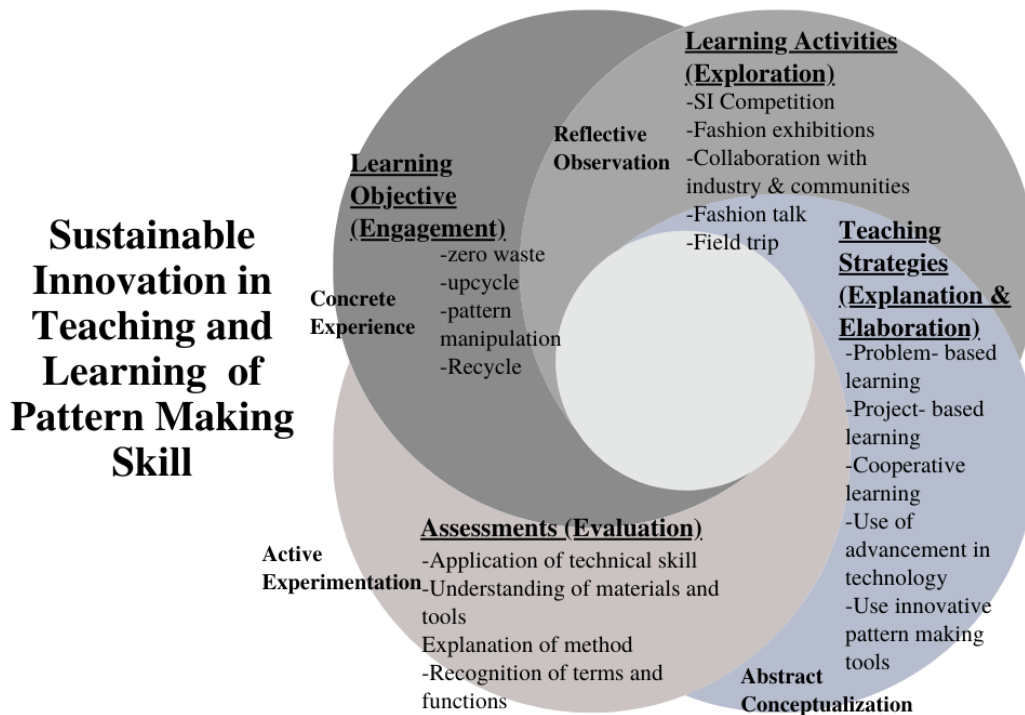 Sustainable
Innovation in
Teaching and
Learning of
Pattern Making
Skill
Concrete
Experience
Learning
Objective
(Engagement)
-zero waste
-upcycle
-pattern
manipulation
-Recycle
Reflective
Observation
Learning Activities
(Exploration)
-SI Competition
-Fashion exhibitions
-Collaboration with
industry & communities
-Fashion talk
-Field trip
Teaching
Strategies
(Explanation &
Elaboration)
-Problem- based
learning
-Project- based
learning
-Cooperative
learning
-Use of
advancement in
technology
-Use innovative
pattern making
tools
Abstract
Conceptualization
Assessments (Evaluation)
-Application of technical skill
-Understanding of materials and
tools
Explanation of method
-Recognition of terms and
functions
Active
Experimentation